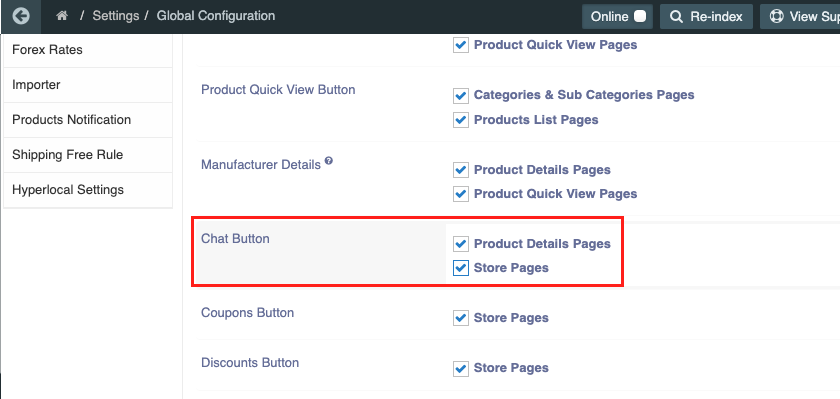 / Settings / Global Configuration
Online
Re-index
View Sup
Forex Rates
Importer
Products Notification
Shipping Free Rule
Hyperlocal Settings
Product Quick View Pages
Product Quick View Button
Categories & Sub Categories Pages
Products List Pages
Manufacturer Details ?
Product Details Pages
Product Quick View Pages
Chat Button
Product Details Pages
Store Pages
Coupons Button
Store Pages
Discounts Button
Store Pages